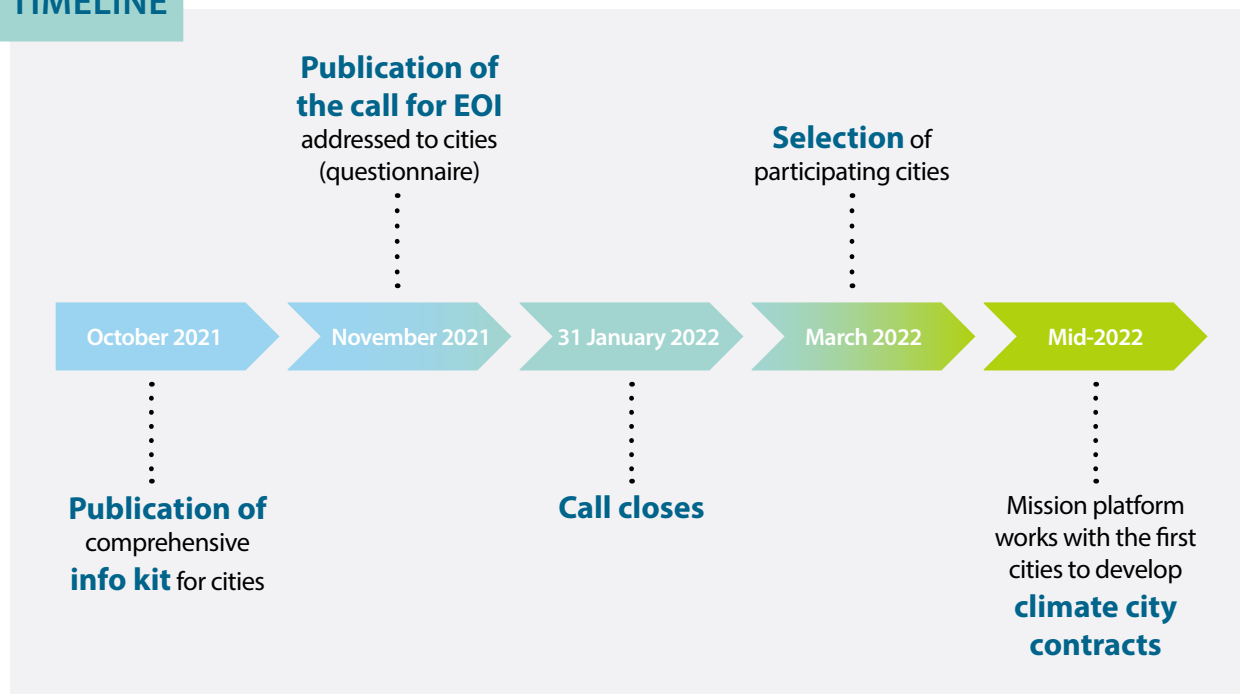 TIMELINE
Publication of
the call for EOI
addressed to cities
(questionnaire)
Selection of
participating cities
October 2021
November 2021
31 January 2022
March 2022
Mid-2022
Publication of
comprehensive
info kit for cities
Call closes
Mission platform
works with the first
cities to develop
climate city
contracts